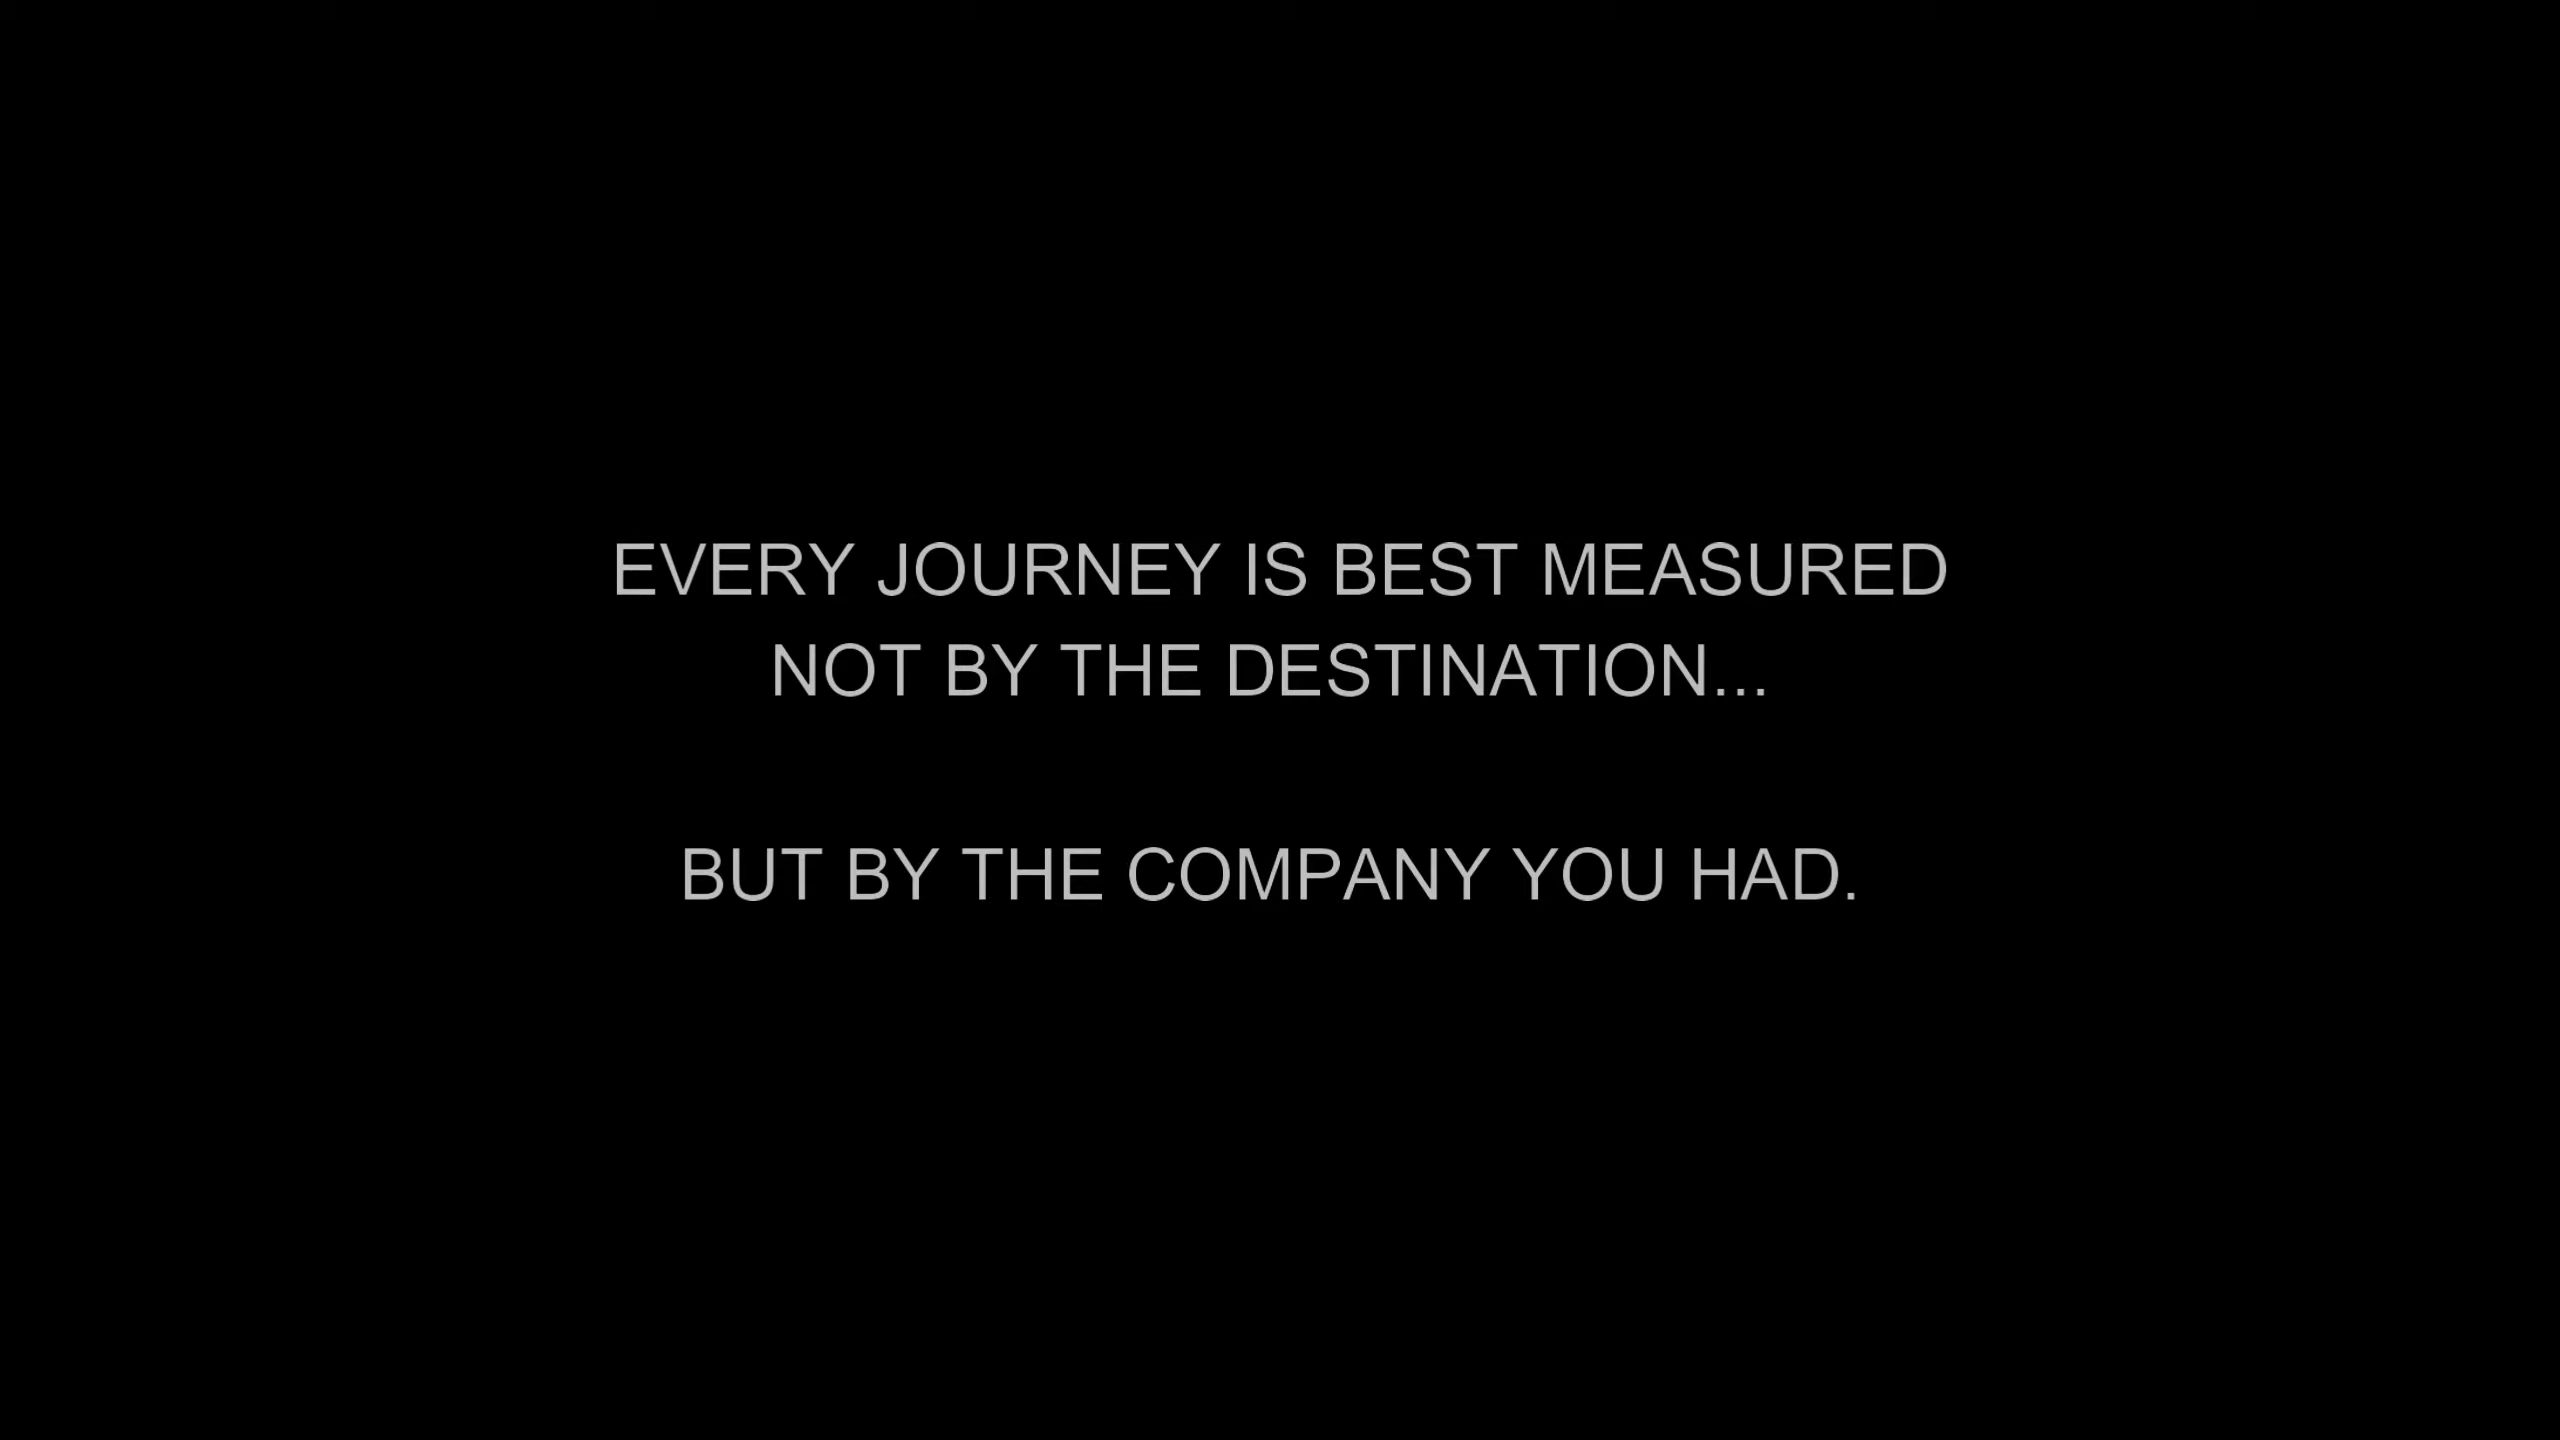 EVERY JOURNEY IS BEST MEASURED
NOT BY THE DESTINATION...
BUT BY THE COMPANY YOU HAD.